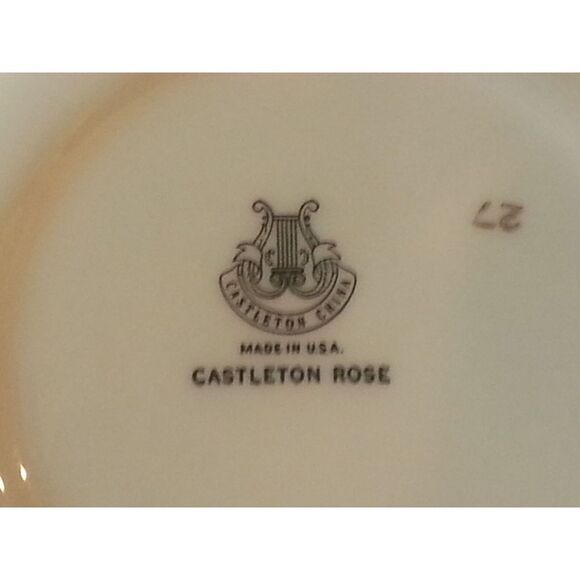 27
CASTLETON CHINA
MADE IN U.S.A.
CASTLETON ROSE